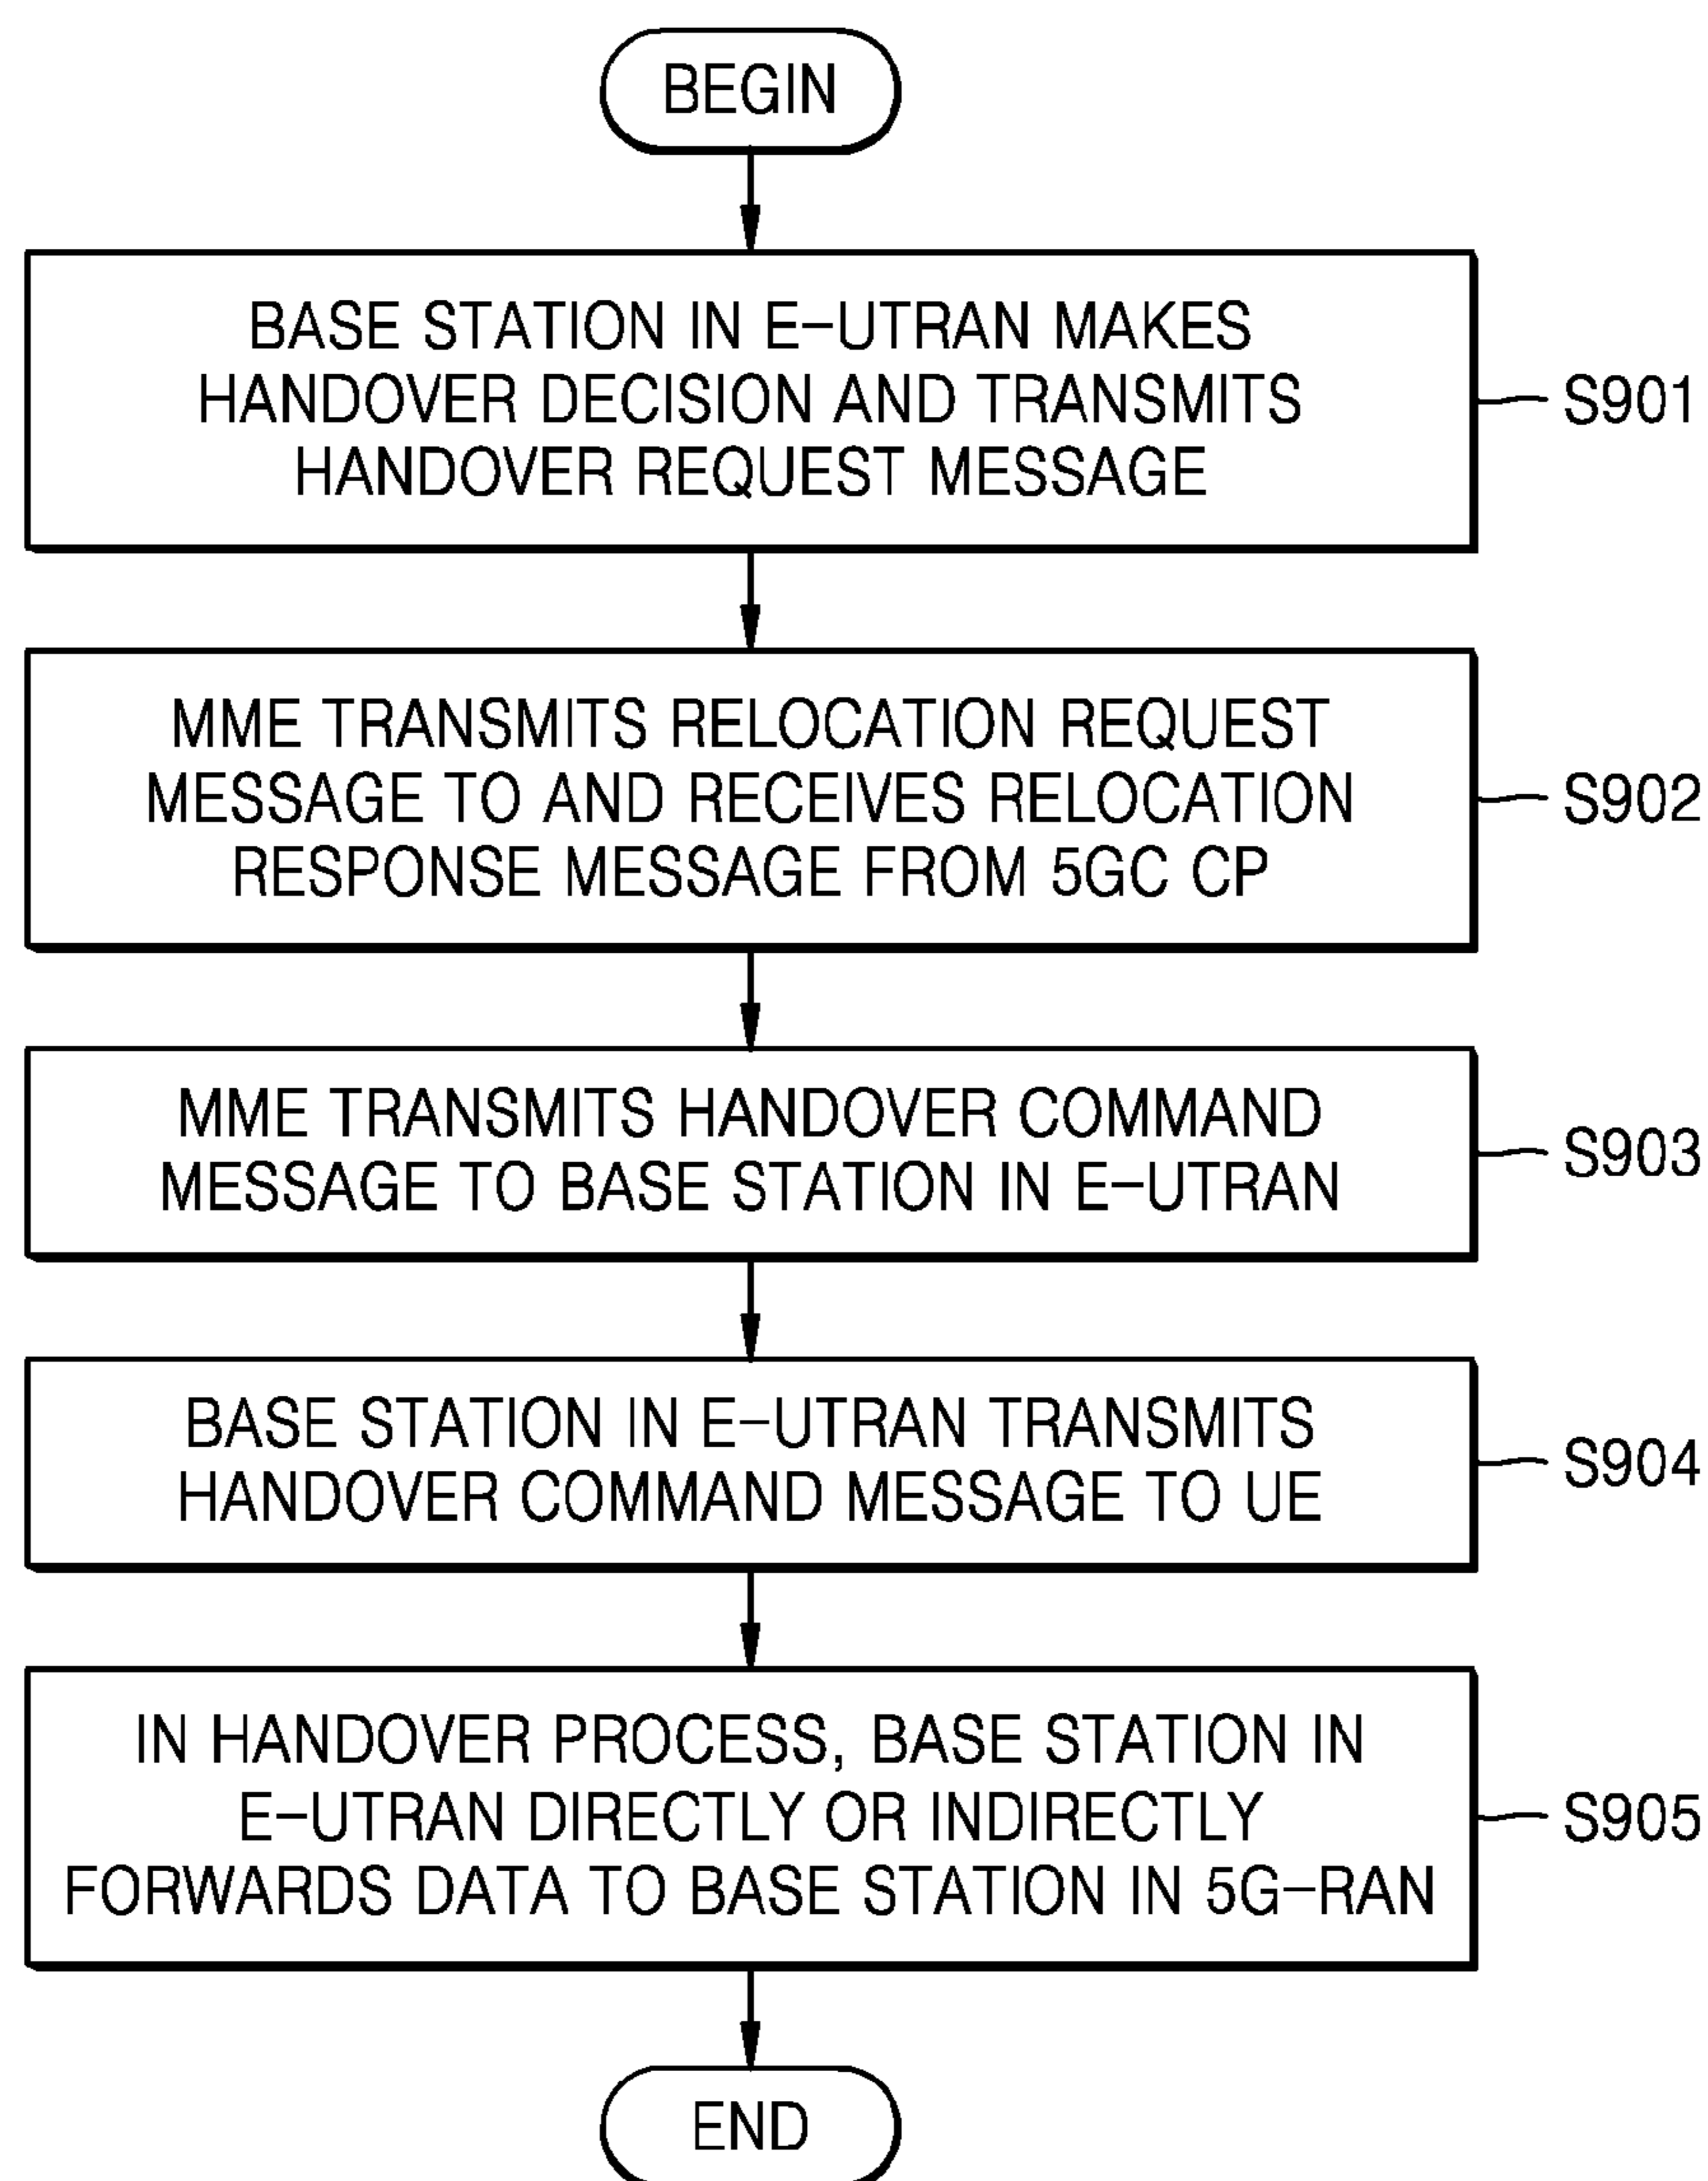 BEGIN
BASE STATION IN E-UTRAN MAKES
HANDOVER DECISION AND TRANSMITS
HANDOVER REQUEST MESSAGE
S901
MME TRANSMITS RELOCATION REQUEST
MESSAGE TO AND RECEIVES RELOCATION
RESPONSE MESSAGE FROM 5GC CP
S902
MME TRANSMITS HANDOVER COMMAND
MESSAGE TO BASE STATION IN E-UTRAN
S903
BASE STATION IN E-UTRAN TRANSMITS
HANDOVER COMMAND MESSAGE TO UE
S904
IN HANDOVER PROCESS, BASE STATION IN
E-UTRAN DIRECTLY OR INDIRECTLY
FORWARDS DATA TO BASE STATION IN 5G-RAN
S905
END